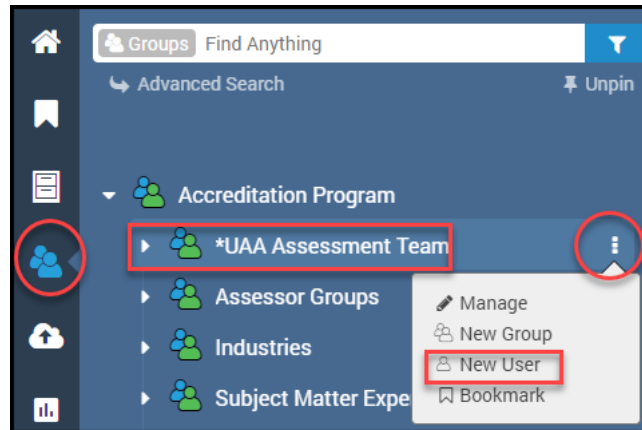 Groups Find Anything
Advanced Search Unpin
Accreditation Program
*UAA Assessment Team
Assessor Groups
Industries
Subject Matter Expe
Manage
New Group
New User
Bookmark